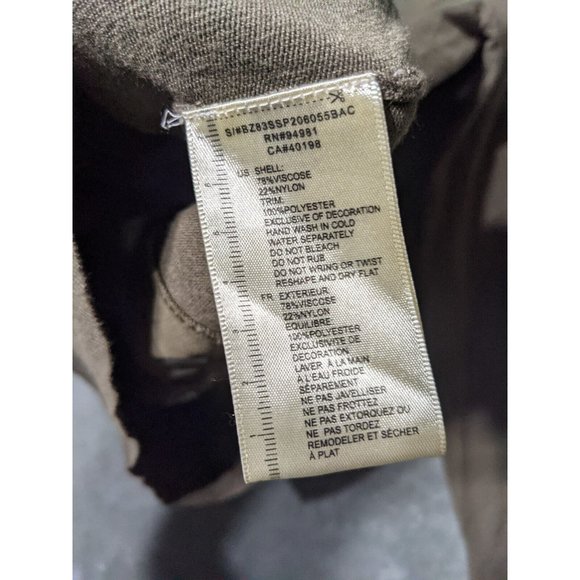 S/#BZ63SSP206055BAC
RN#94981
CA#40198
US SHELL:
78%VISCOSE
22%NYLON
TRIM:
100%POLYESTER
EXCLUSIVE OF DECORATION
HAND WASH IN COLD
WATER SEPARATELY
DO NOT BLEACH
DO NOT RUB
DO NOT WRING OR TWIST
RESHAPE AND DRY FLAT
FR EXTERIEUR:
78%VISCOSE
22%NYLON
EQUILIBRE:
100%POLYESTER
EXCLUSIVITE DE
DECORATION
LAVER À LA MAIN
À L'EAU FROIDE
SÉPAREMENT
NE PAS JAVELLISER
NE PAS FROTTEZ
NE PAS EXTORQUEZ OU
NE PAS TORDEZ
REMODELER ET SÉCHER
À PLAT